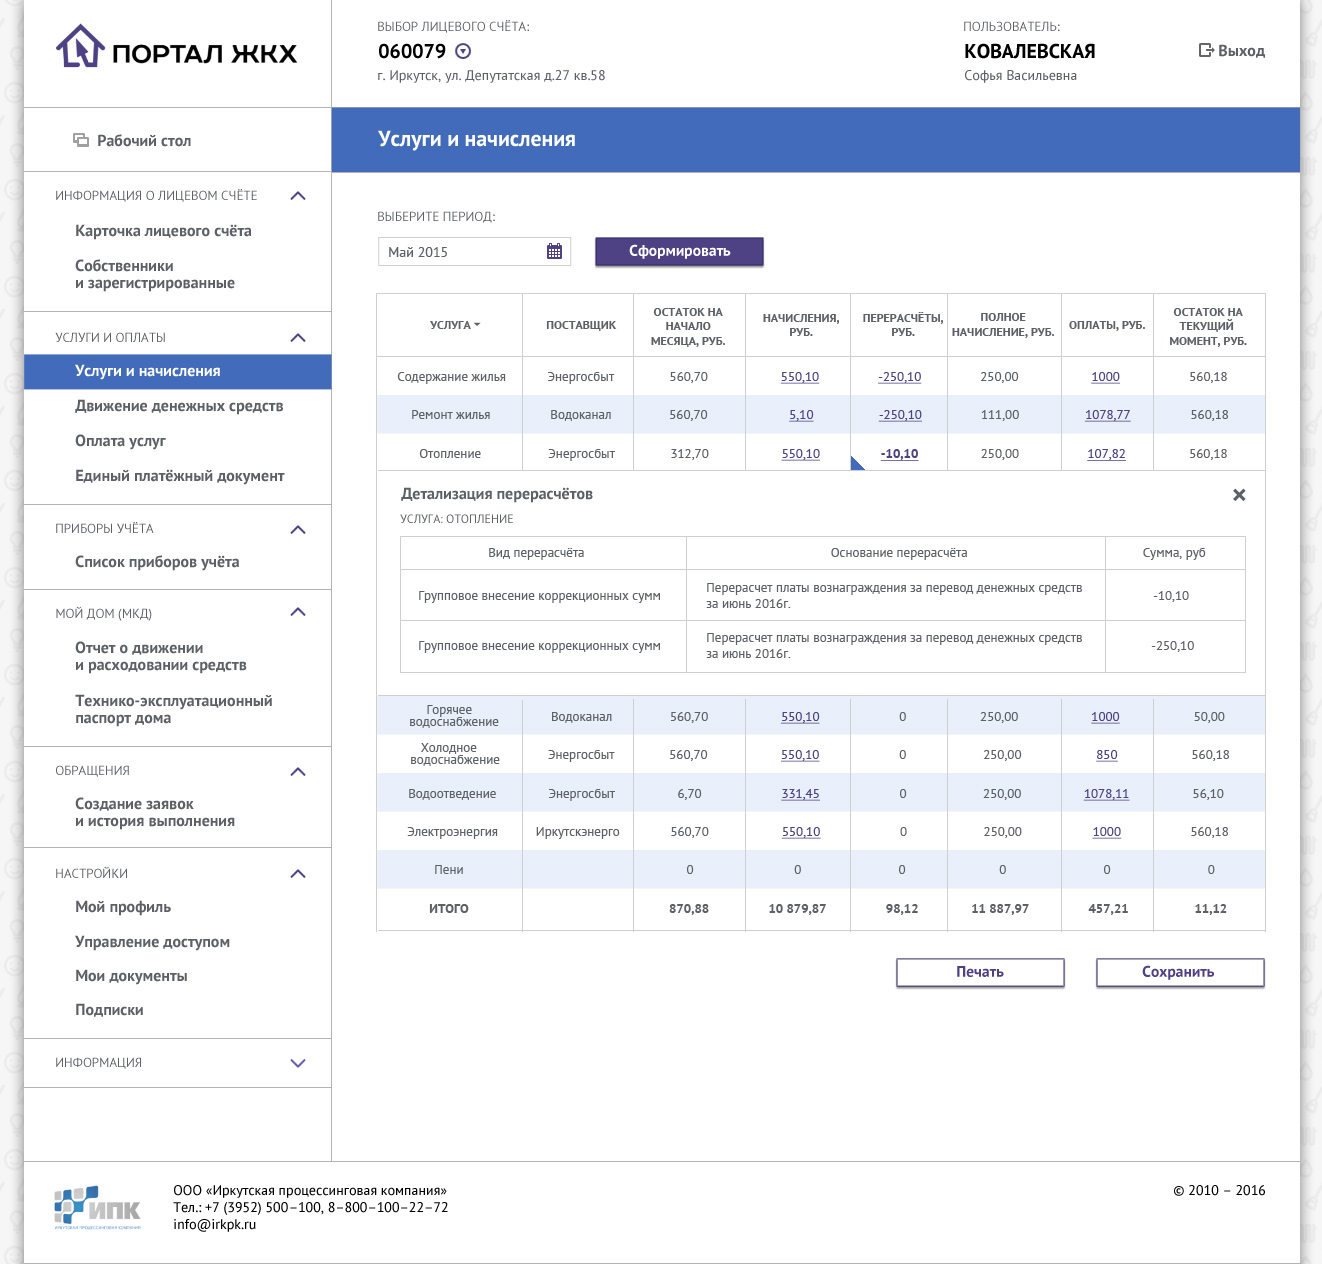 ПОРТАЛ ЖКХ
ВЫБОР ЛИЦЕВОГО СЧЁТА:
060079
г. Иркутск, ул. Депутатская д.27 кв.58
ПОЛЬЗОВАТЕЛЬ:
КОВАЛЕВСКАЯ
Софья Васильевна
Выход
Рабочий стол
ИНФОРМАЦИЯ О ЛИЦЕВОМ СЧЁТЕ
Карточка лицевого счёта
Собственники
и зарегистрированные
УСЛУГИ И ОПЛАТЫ
Услуги и начисления
Движение денежных средств
Оплата услуг
Единый платёжный документ
ПРИБОРЫ УЧЁТА
Список приборов учёта
МОЙ ДОМ (МКД)
Отчет о движении
и расходовании средств
Технико-эксплуатационный
паспорт дома
ОБРАЩЕНИЯ
Создание заявок
и история выполнения
НАСТРОЙКИ
Мой профиль
Управление доступом
Мои документы
Подписки
ИНФОРМАЦИЯ
Услуги и начисления
ВЫБЕРИТЕ ПЕРИОД:
Май 2015
Сформировать
УСЛУГА
ПОСТАВЩИК
ОСТАТОК НА
НАЧАЛО
МЕСЯЦА, РУБ.
НАЧИСЛЕНИЯ,
РУБ.
ПЕРЕРАСЧЁТЫ,
РУБ.
ПОЛНОЕ
НАЧИСЛЕНИЕ, РУБ.
ОПЛАТЫ, РУБ.
ОСТАТОК НА
ТЕКУЩИЙ
МОМЕНТ, РУБ.
Содержание жилья Энергосбыт 560,70 550,10 -250,10 250,00 1000 560,18
Ремонт жилья Водоканал 560,70 5,10 -250,10 111,00 1078,77 560,18
Отопление Энергосбыт 312,70 550,10 -10,10 250,00 107,82 560,18
Детализация перерасчётов
УСЛУГА: ОТОПЛЕНИЕ
Вид перерасчёта Основание перерасчёта Сумма, руб
Групповое внесение коррекционных сумм
Перерасчет платы вознаграждения за перевод денежных средств
за июнь 2016г.
-10,10
Групповое внесение коррекционных сумм
Перерасчет платы вознаграждения за перевод денежных средств
за июнь 2016г.
-250,10
Горячее
водоснабжение
Водоканал 560,70 550,10 0 250,00 1000 50,00
Холодное
водоснабжение
Энергосбыт 560,70 550,10 0 250,00 850 560,18
Водоотведение Энергосбыт 6,70 331,45 0 250,00 1078,11 56,10
Электроэнергия Иркутскэнерго 560,70 550,10 0 250,00 1000 560,18
Пени 0 0 0 0 0 0
ИТОГО 870,88 10 879,87 98,12 11 887,97 457,21 11,12
Печать
Сохранить
ИПК
ИРКУТСКАЯ ПРОЦЕССИНГОВАЯ КОМПАНИЯ
ООО «Иркутская процессинговая компания»
Тел.: +7 (3952) 500–100, 8–800–100–22–72
info@irkpk.ru
© 2010 – 2016